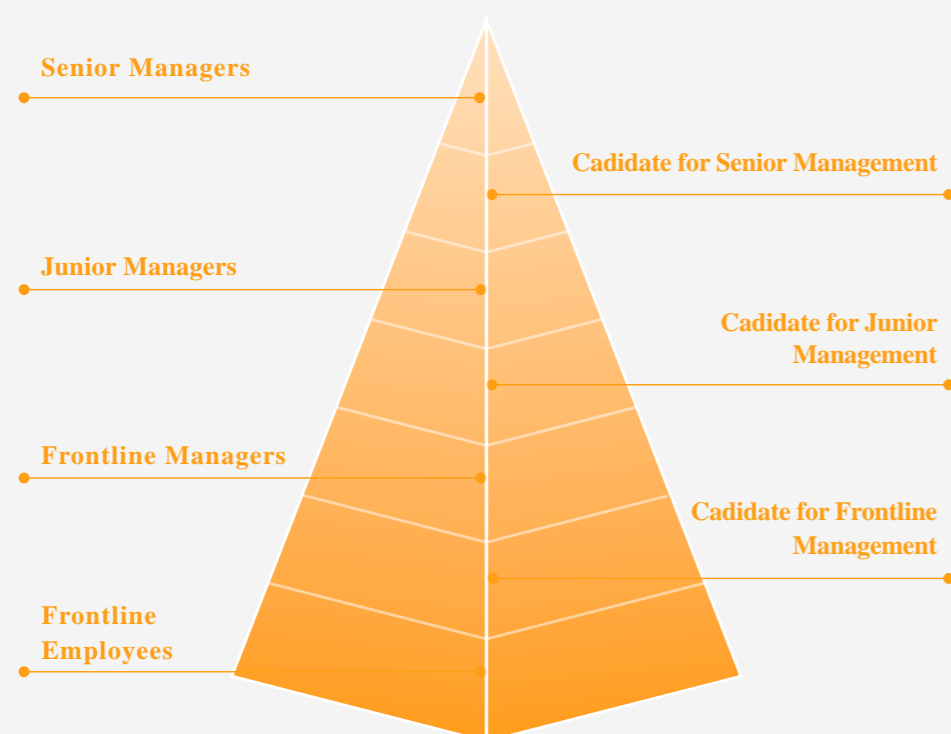 Senior Managers
Cadidate for Senior Management
Junior Managers
Cadidate for Junior
Management
Frontline Managers
Cadidate for Frontline
Management
Frontline
Employees